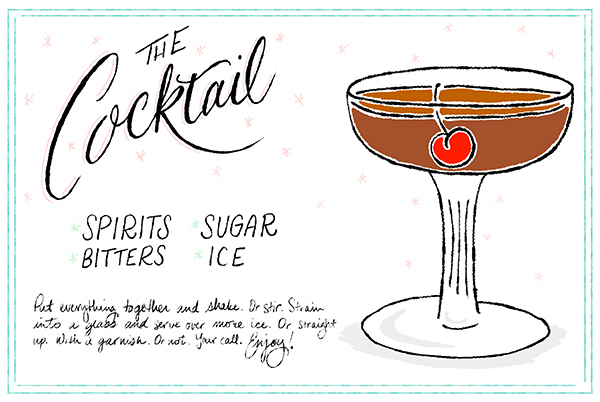 THE
Cocktail
SPIRITS SUGAR
BITTERS ICE
Put everything together and shake. Or stir. Strain
into a glass and serve over more ice. Or straight
up. With a garnish. Or not. Your call. Enjoy!